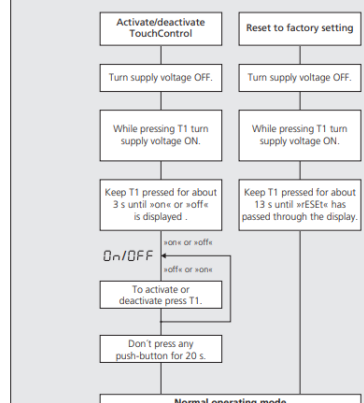 Activate/deactivate
TouchControl
Turn supply voltage OFF.
While pressing T1 turn
supply voltage ON.
Keep T1 pressed for about
3 s until »on« or »off«
is displayed .
On/OFF
»on« or »off«
»off« or »on«
To activate or
deactivate press T1.
Don´t press any
push-button for 20 s.
Reset to factory setting
Turn supply voltage OFF.
While pressing T1 turn
supply voltage ON.
Keep T1 pressed for about
13 s until »rESEt« has
passed through the display.
Normal operating mode